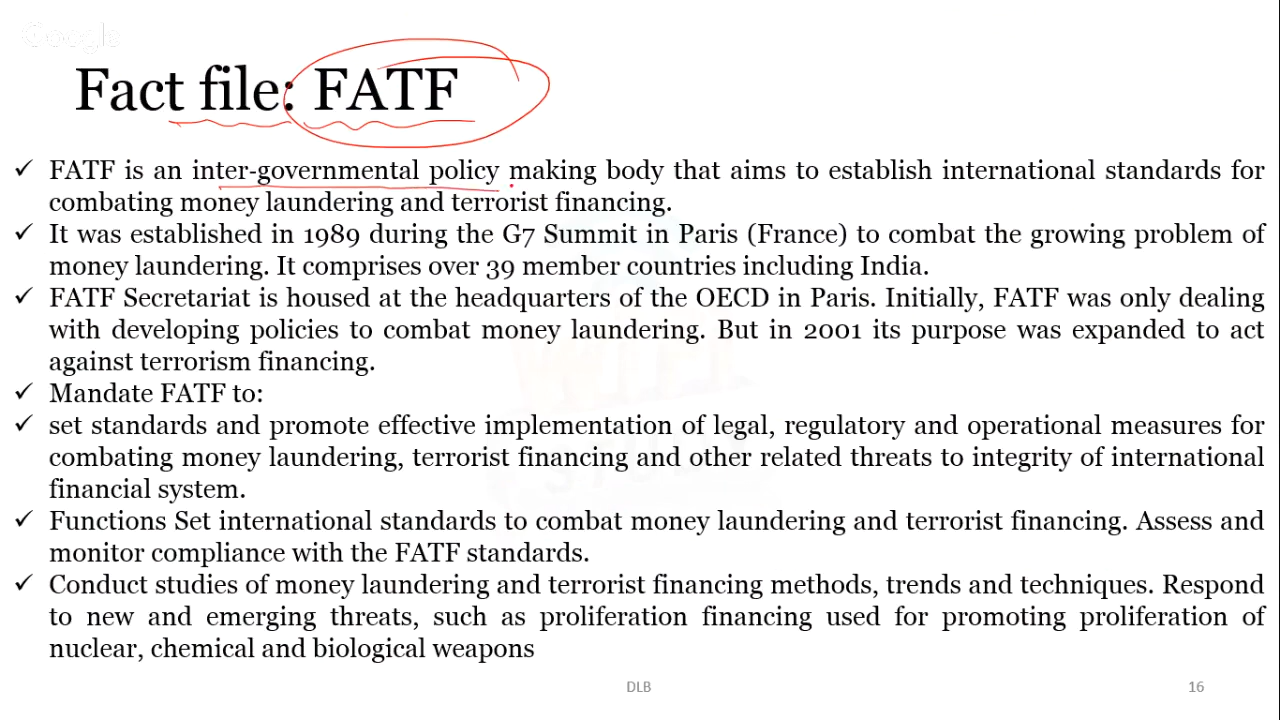 Google
Fact file: FATF
✓ FATF is an inter-governmental policy making body that aims to establish international standards for
combating money laundering and terrorist financing.
✓ It was established in 1989 during the G7 Summit in Paris (France) to combat the growing problem of
money laundering. It comprises over 39 member countries including India.
✓ FATF Secretariat is housed at the headquarters of the OECD in Paris. Initially, FATF was only dealing
with developing policies to combat money laundering. But in 2001 its purpose was expanded to act
against terrorism financing.
✓ Mandate FATF to:
✓ set standards and promote effective implementation of legal, regulatory and operational measures for
combating money laundering, terrorist financing and other related threats to integrity of international
financial system.
✓ Functions Set international standards to combat money laundering and terrorist financing. Assess and
monitor compliance with the FATF standards.
✓ Conduct studies of money laundering and terrorist financing methods, trends and techniques. Respond
to new and emerging threats, such as proliferation financing used for promoting proliferation of
nuclear, chemical and biological weapons
DLB
16